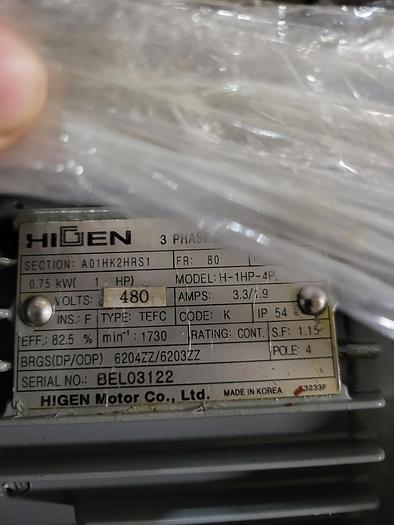 HIGEN 3 PHASE
SECTION: A01HK2HRS1 FR: 80
0.75 kW( 1 HP) MODEL: H-1HP-4P
VOLTS: 480 AMPS: 3.3/1.9
INS.: F TYPE: TEFC CODE: K IP 54
EFF.: 82.5 % min⁻¹: 1730 RATING: CONT. S.F: 1.15
BRGS(DP/ODP) 6204ZZ/6203ZZ POLE: 4
SERIAL NO.: BEL03122
HIGEN Motor Co., Ltd. MADE IN KOREA